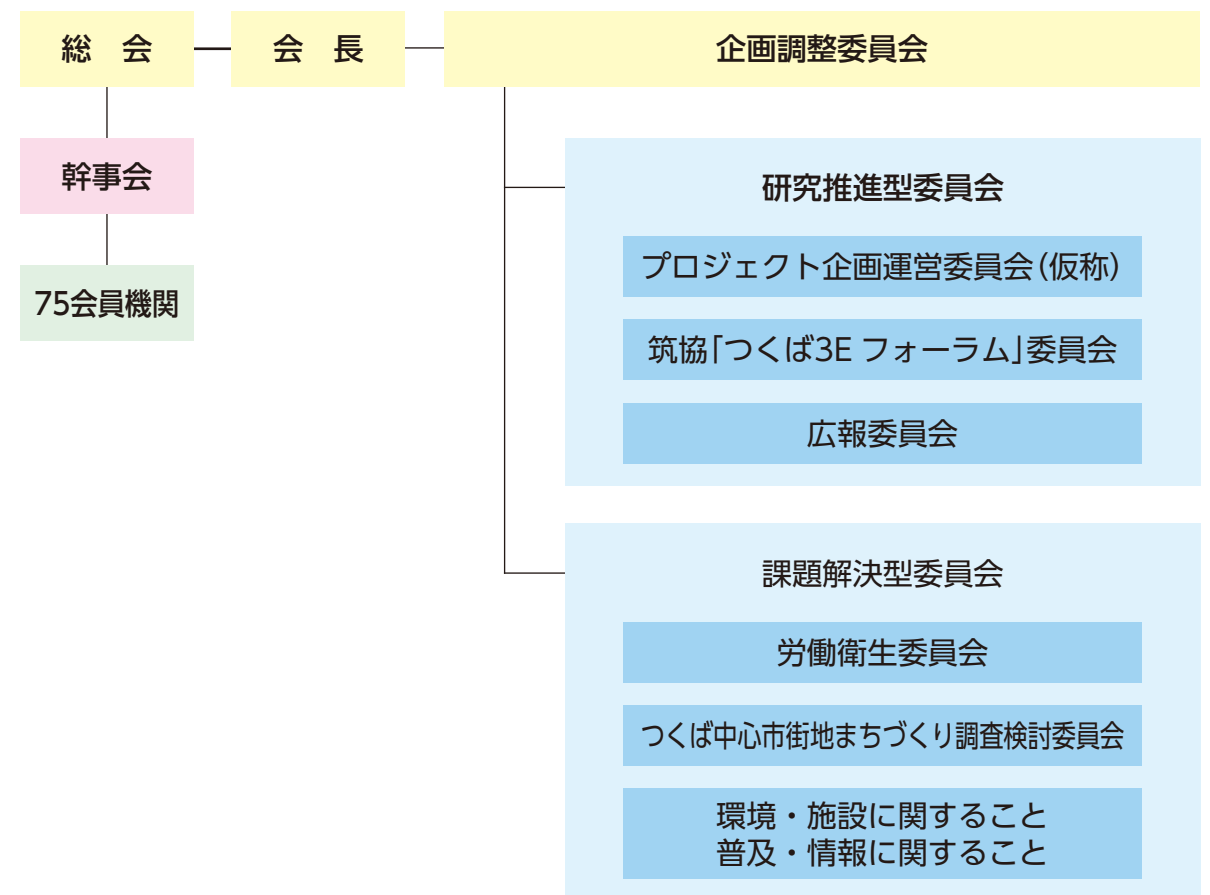 総　会
会　長
企画調整委員会
幹事会
75会員機関
研究推進型委員会
プロジェクト企画運営委員会（仮称）
筑協「つくば3E フォーラム」委員会
広報委員会
課題解決型委員会
労働衛生委員会
つくば中心市街地まちづくり調査検討委員会
環境・施設に関すること
普及・情報に関すること